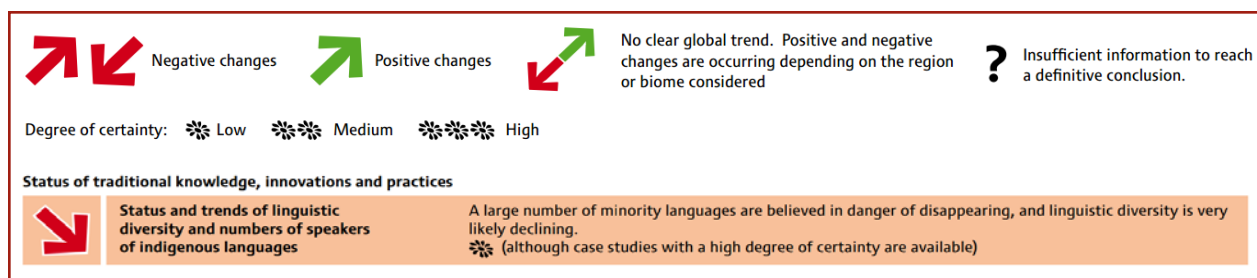 Negative changes
Positive changes
No clear global trend. Positive and negative
changes are occurring depending on the region
or biome considered
?
Insufficient information to reach
a definitive conclusion.
Degree of certainty:
Low
Medium
High
Status of traditional knowledge, innovations and practices
Status and trends of linguistic
diversity and numbers of speakers
of indigenous languages
A large number of minority languages are believed in danger of disappearing, and linguistic diversity is very
likely declining.
(although case studies with a high degree of certainty are available)